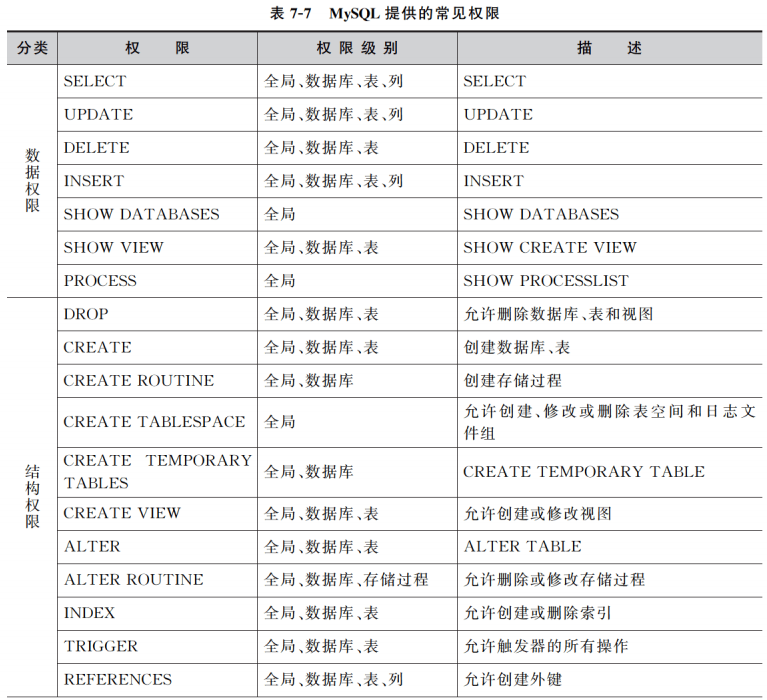 表 7-7 MySQL 提供的常见权限
分类 权 限 权 限 级 别 描 述
数据权限
SELECT 全局、数据库、表、列 SELECT
UPDATE 全局、数据库、表、列 UPDATE
DELETE 全局、数据库、表 DELETE
INSERT 全局、数据库、表、列 INSERT
SHOW DATABASES 全局 SHOW DATABASES
SHOW VIEW 全局、数据库、表 SHOW CREATE VIEW
PROCESS 全局 SHOW PROCESSLIST
结构权限
DROP 全局、数据库、表 允许删除数据库、表和视图
CREATE 全局、数据库、表 创建数据库、表
CREATE ROUTINE 全局、数据库 创建存储过程
CREATE TABLESPACE 全局 允许创建、修改或删除表空间和日志文
件组
CREATE TEMPORARY
TABLES 全局、数据库 CREATE TEMPORARY TABLE
CREATE VIEW 全局、数据库、表 允许创建或修改视图
ALTER 全局、数据库、表 ALTER TABLE
ALTER ROUTINE 全局、数据库、存储过程 允许删除或修改存储过程
INDEX 全局、数据库、表 允许创建或删除索引
TRIGGER 全局、数据库、表 允许触发器的所有操作
REFERENCES 全局、数据库、表、列 允许创建外键